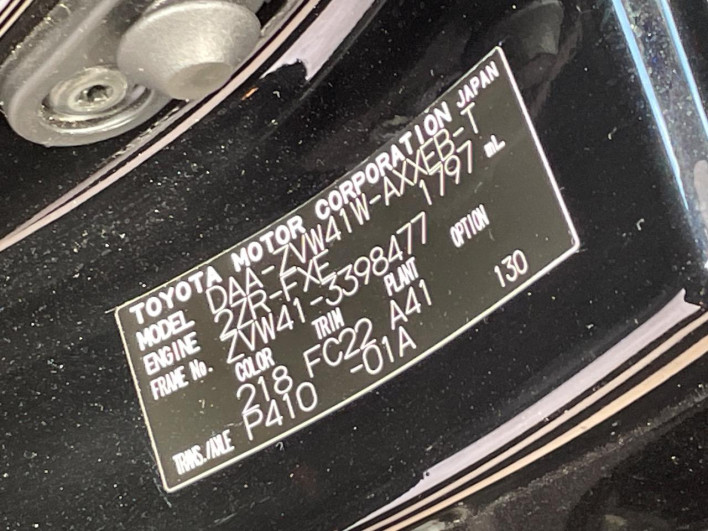 TOYOTA MOTOR CORPORATION JAPAN
MODEL DAA-ZVW41W-AXXEB-T
ENGINE 2ZR-FXE 1797 mL
FRAME No. ZVW41-3398477
COLOR TRIM PLANT OPTION
218 FC22 A41 130
TRANS./AXLE P410 -01A